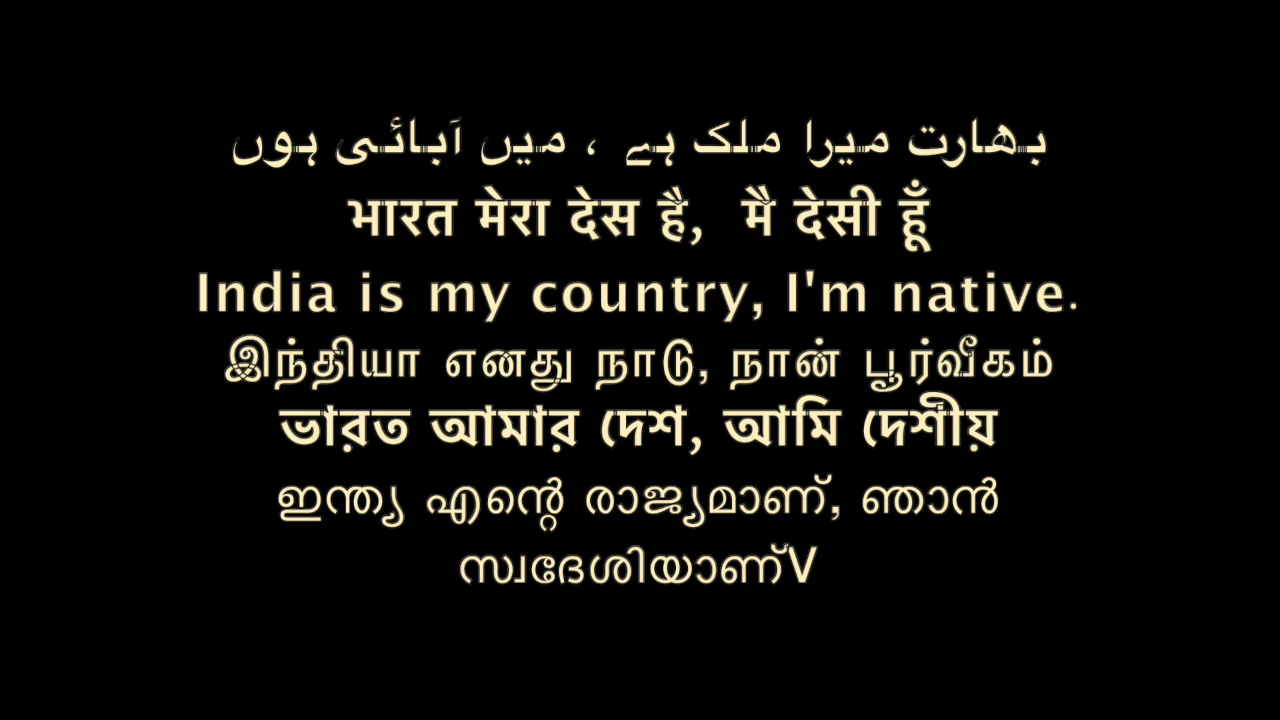 بھارت میرا ملک ہے ، میں آبائی ہوں
भारत मेरा देस है, मै देसी हूँ
India is my country, I'm native.
இந்தியா எனது நாடு, நான் பூர்வீகம்
ভারত আমার দেশ, আমি দেশীয়
ഇന്ത്യ എന്റെ രാജ്യമാണ്, ഞാൻ
സ്വദേശിയാണ്V